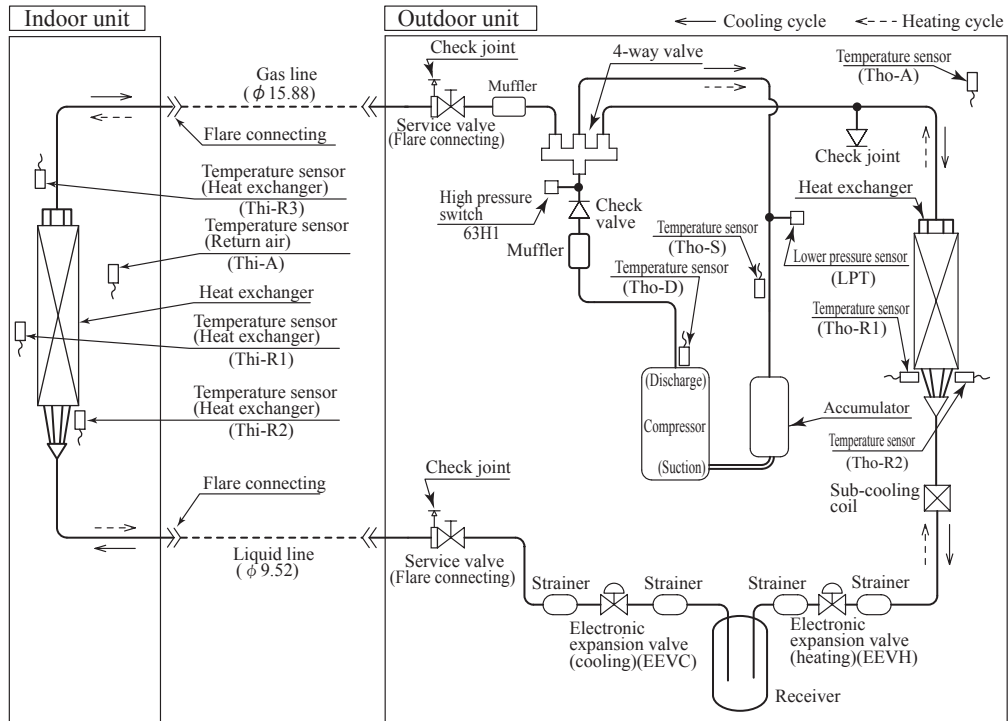 Indoor unit
Outdoor unit
Cooling cycle
Heating cycle
Check joint
4-way valve
Temperature sensor
(Tho-A)
Gas line
(ϕ 15.88)
Muffler
Service valve
(Flare connecting)
Flare connecting
Check joint
Temperature sensor
(Heat exchanger)
(Thi-R3)
High pressure
switch
63H1
Check
valve
Heat exchanger
Temperature sensor
(Return air)
(Thi-A)
Muffler
Temperature sensor
(Tho-S)
Lower pressure sensor
(LPT)
Temperature sensor
(Tho-D)
Heat exchanger
Temperature sensor
(Heat exchanger)
(Thi-R1)
Temperature sensor
(Tho-R1)
(Discharge)
Compressor
(Suction)
Accumulator
Temperature sensor
(Heat exchanger)
(Thi-R2)
Temperature sensor
(Tho-R2)
Check joint
Flare connecting
Sub-cooling
coil
Liquid line
(ϕ 9.52)
Service valve
(Flare connecting)
Strainer
Strainer
Strainer
Strainer
Electronic
expansion valve
(cooling)(EEVC)
Electronic
expansion valve
(heating)(EEVH)
Receiver